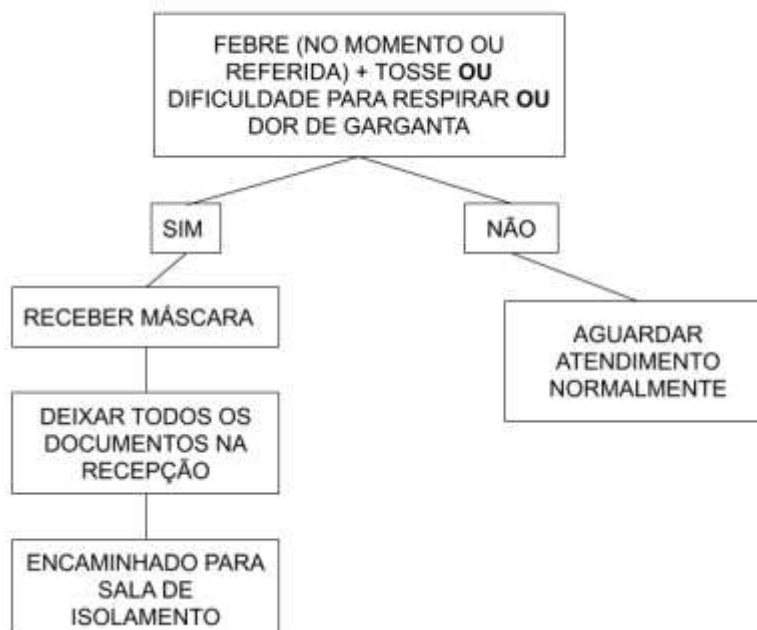 FEBRE (NO MOMENTO OU
REFERIDA) + TOSSE OU
DIFICULDADE PARA RESPIRAR OU
DOR DE GARGANTA
SIM
NÃO
RECEBER MÁSCARA
AGUARDAR
ATENDIMENTO
NORMALMENTE
DEIXAR TODOS OS
DOCUMENTOS NA
RECEPÇÃO
ENCAMINHADO PARA
SALA DE
ISOLAMENTO